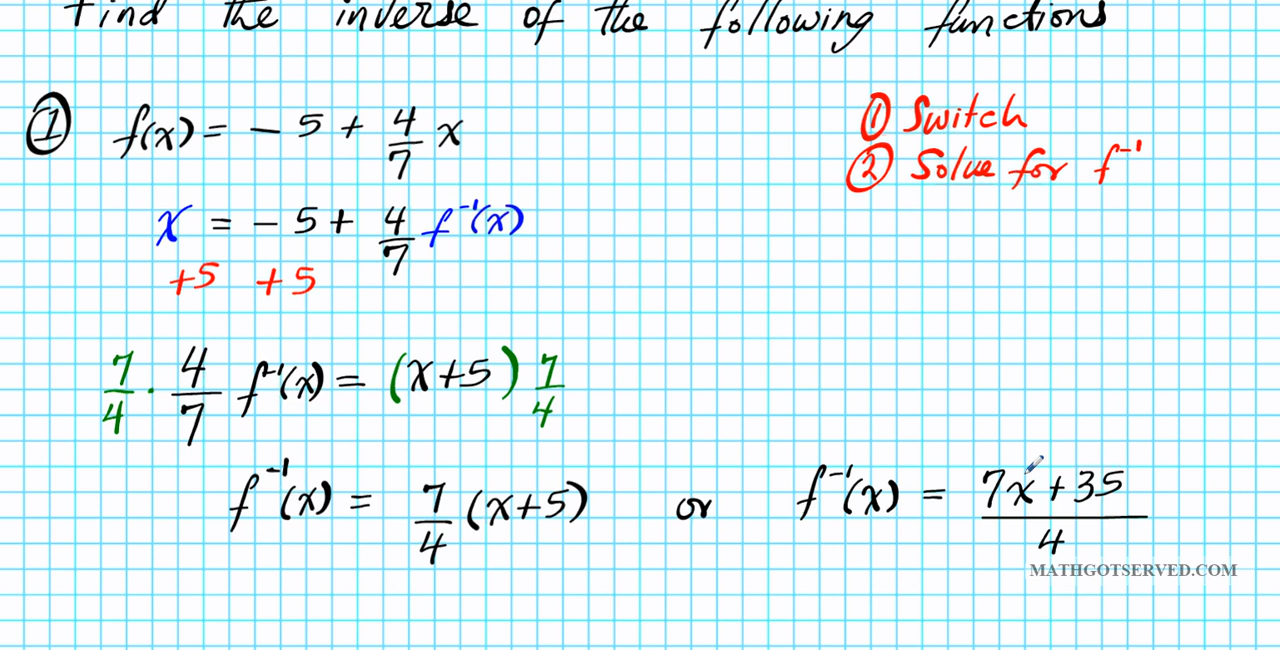 Find the inverse of the following functions
① f(x) = - 5 + 4/7 x
① Switch
② Solve for f⁻¹
x = - 5 + 4/7 f⁻¹(x)
+5 +5
7/4 · 4/7 f⁻¹(x) = (x+5) 7/4
f⁻¹(x) = 7/4 (x+5) or f⁻¹(x) = 7x + 35 / 4
MATHGOTSERVED.COM